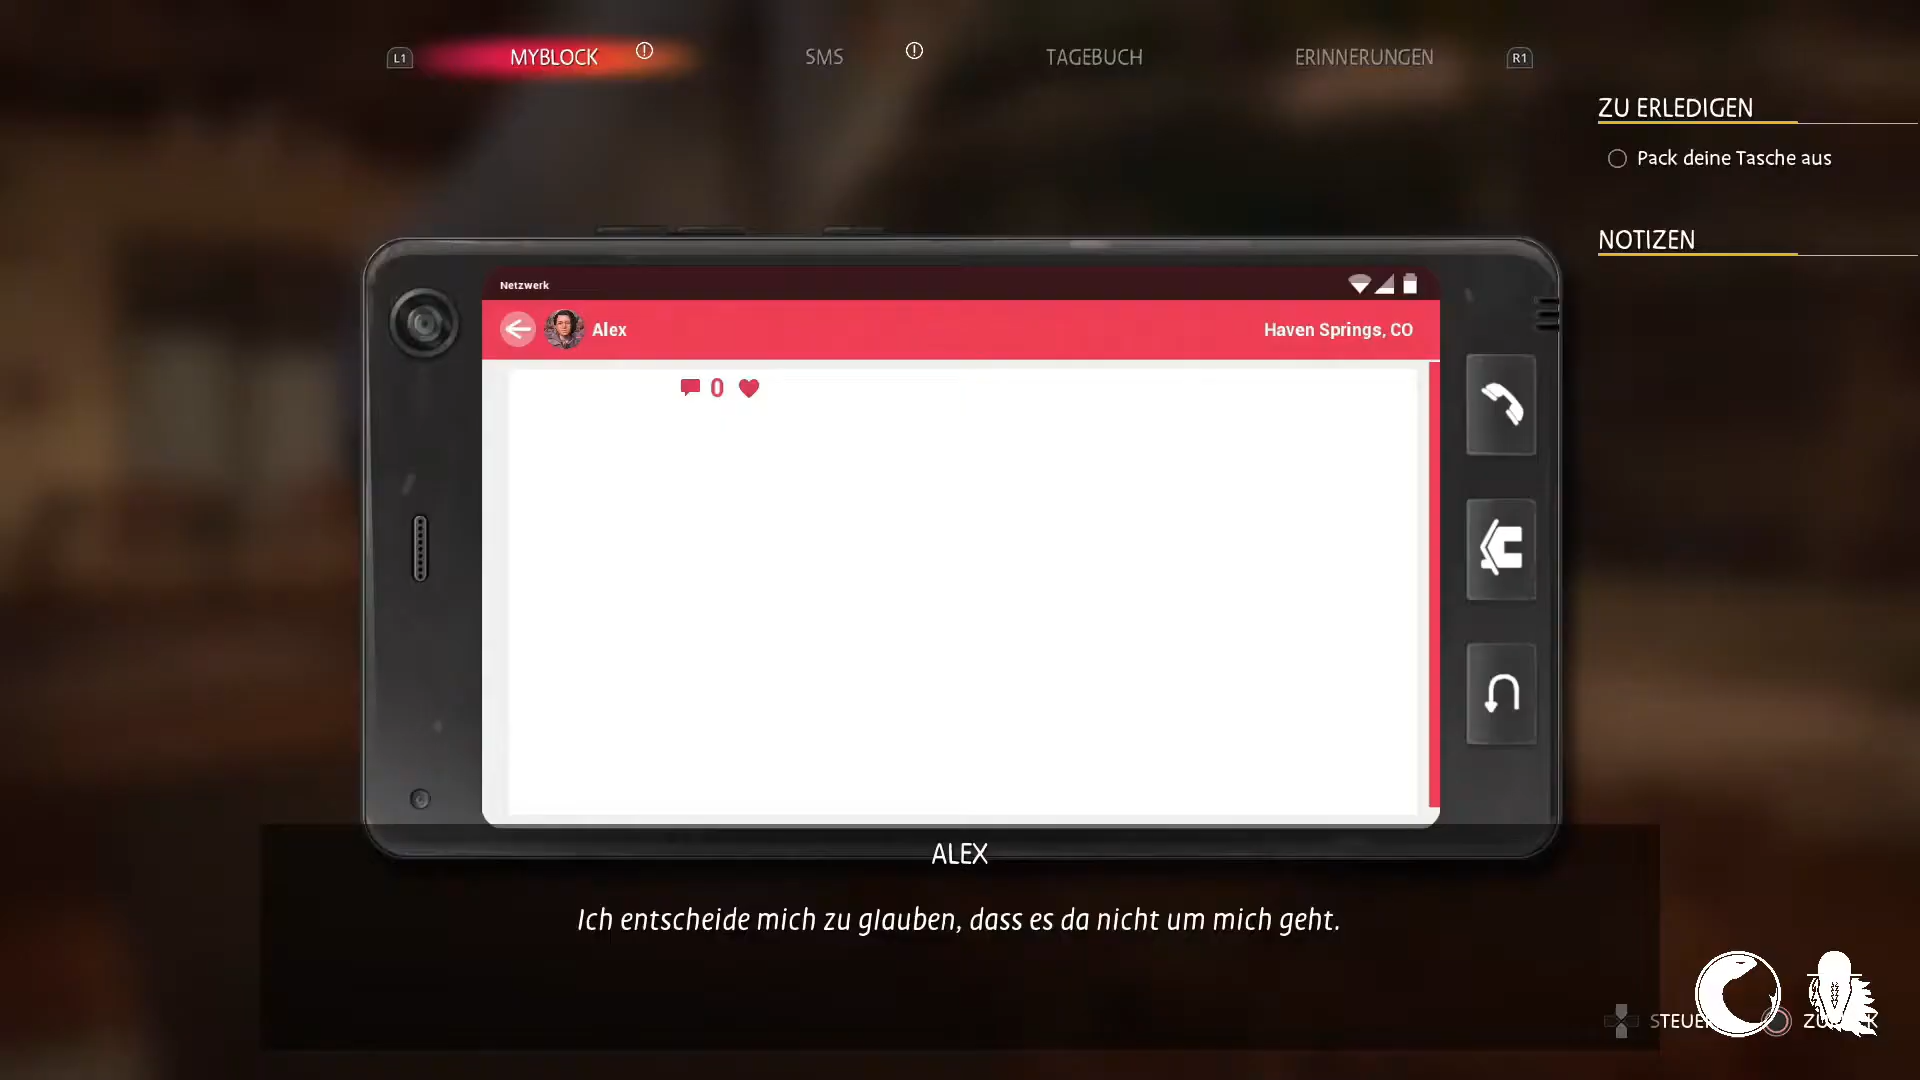 L1
MYBLOCK
SMS
TAGEBUCH
ERINNERUNGEN
R1
ZU ERLEDIGEN
Pack deine Tasche aus
NOTIZEN
Netzwerk
Alex
Haven Springs, CO
0
ALEX
Ich entscheide mich zu glauben, dass es da nicht um mich geht.